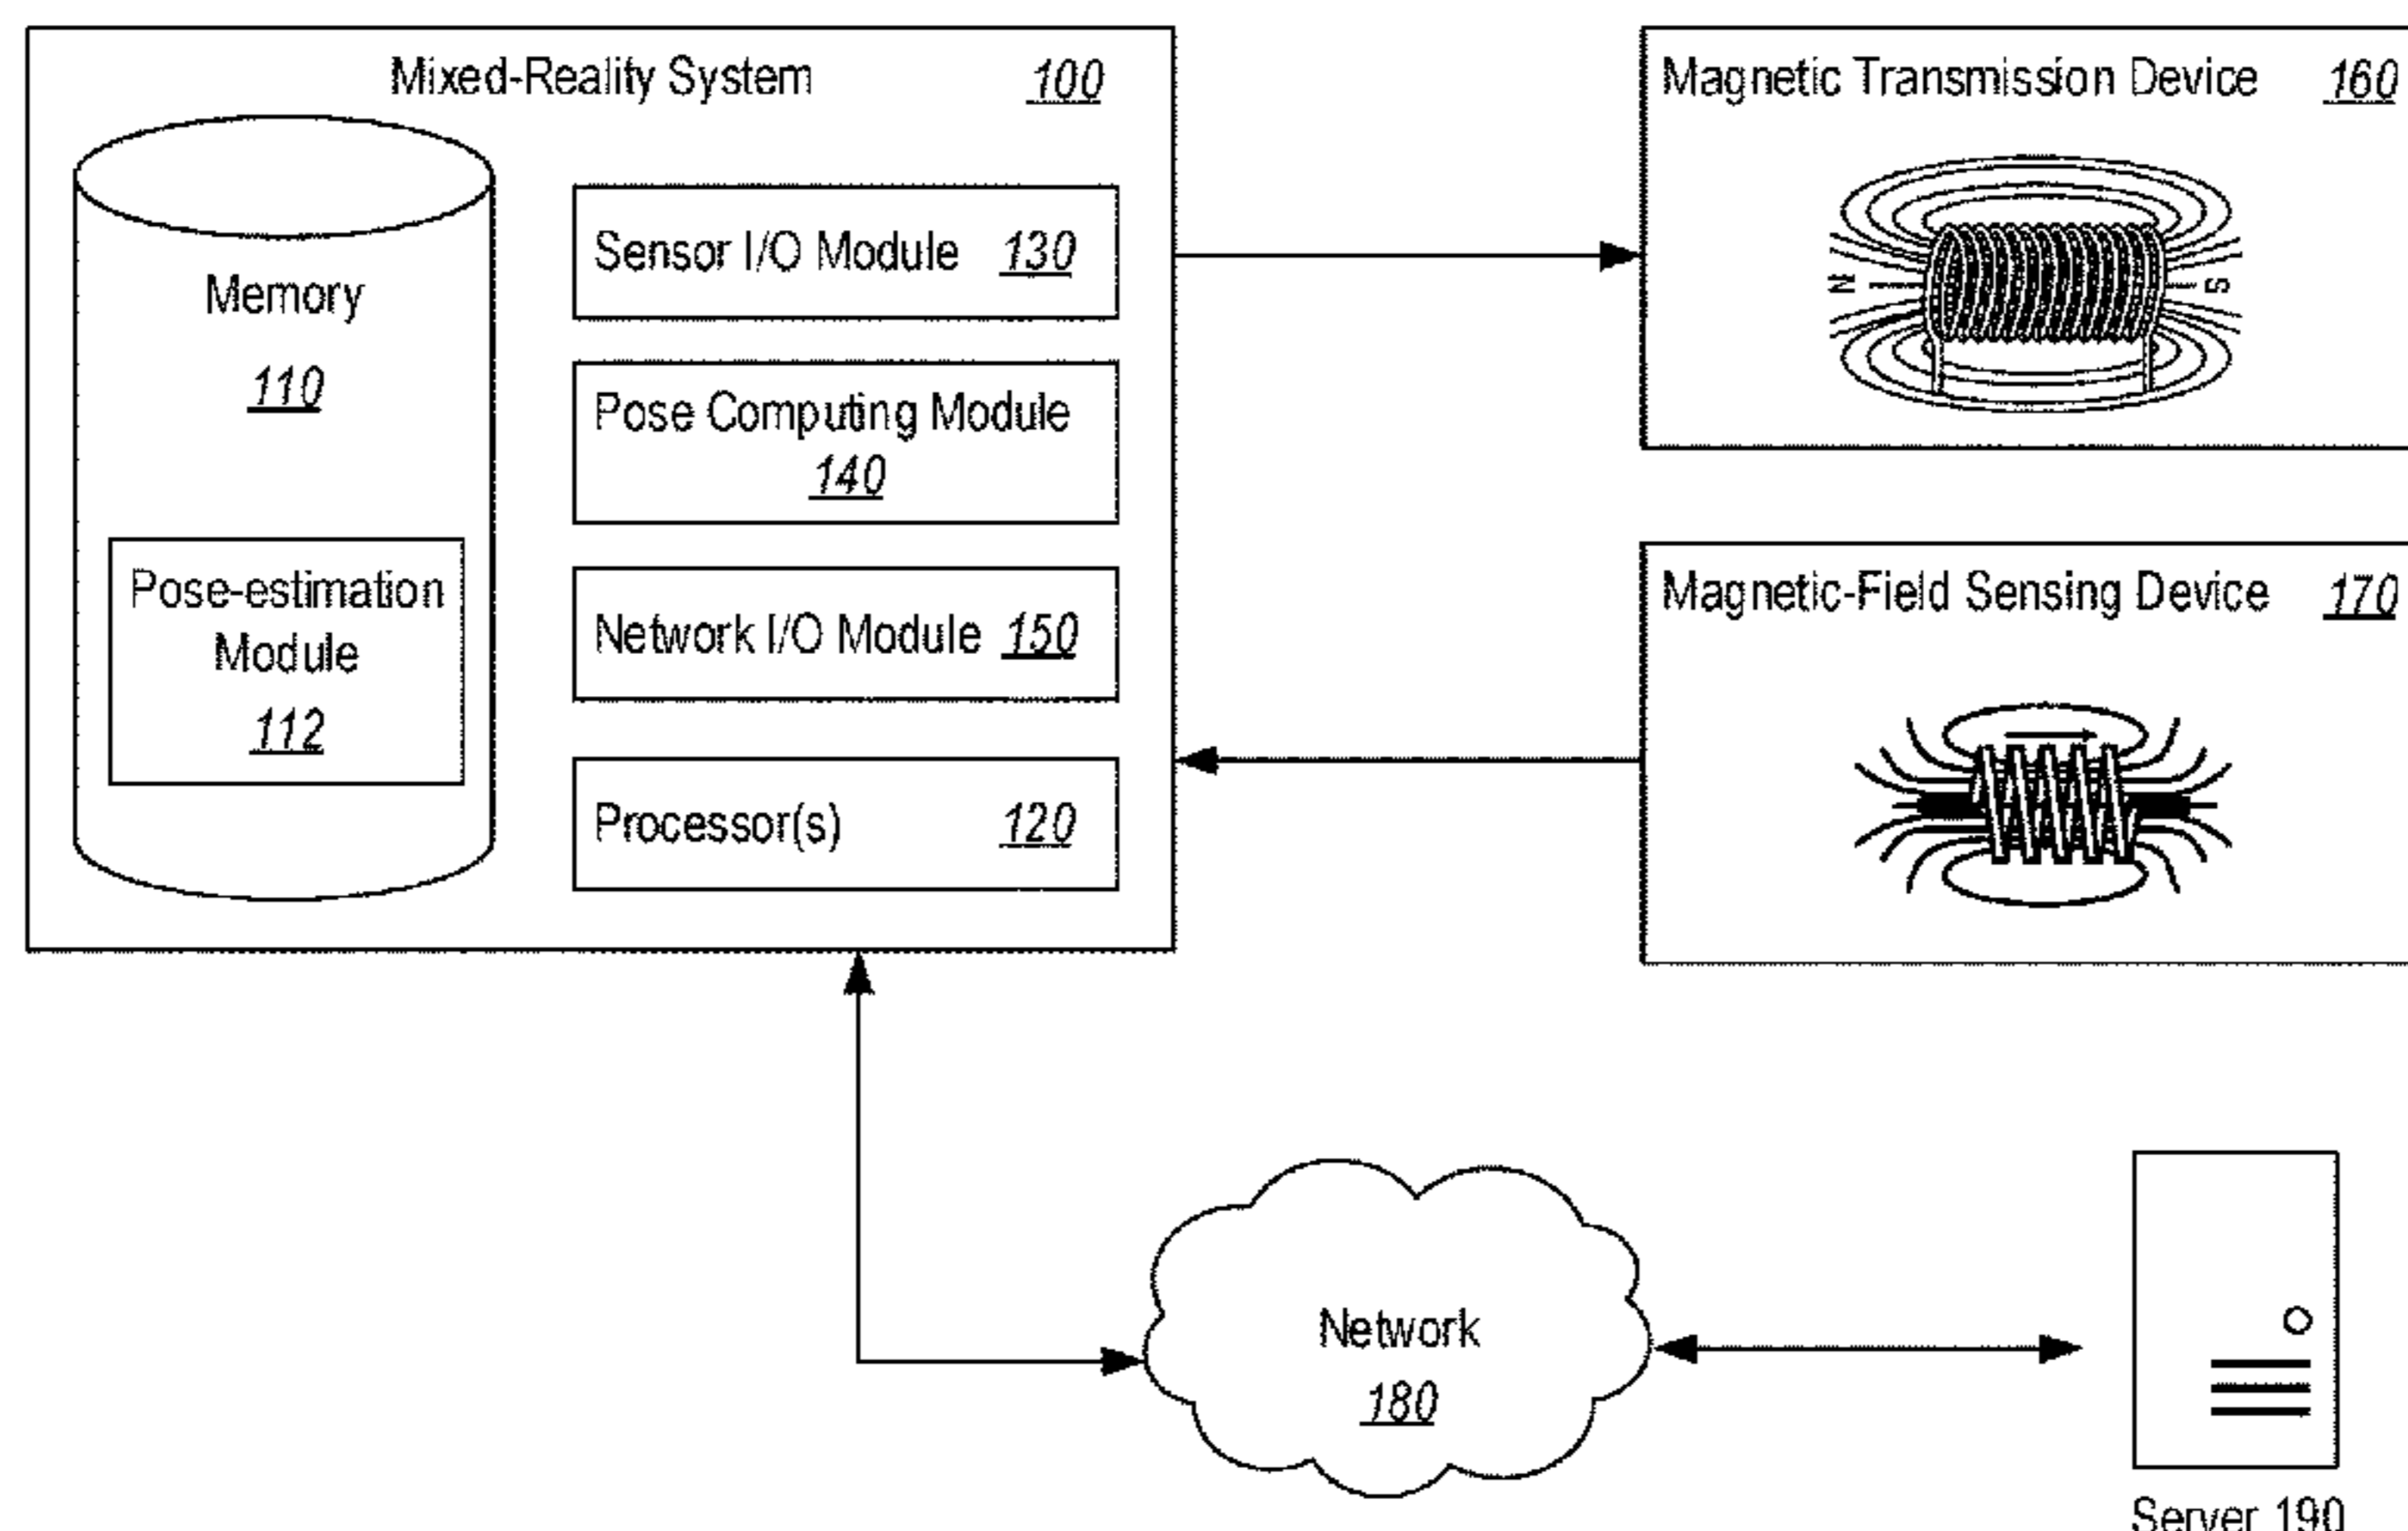 Mixed-Reality System 100
Memory
110
Pose-estimation
Module
112
Sensor I/O Module 130
Pose Computing Module
140
Network I/O Module 150
Processor(s) 120
Magnetic Transmission Device 160
N S
Magnetic-Field Sensing Device 170
Network
180
Server 190